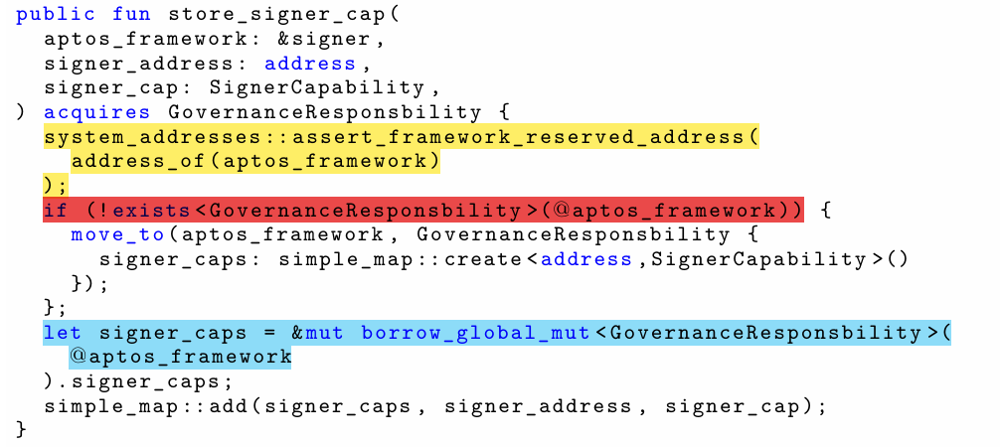 public fun store_signer_cap(
aptos_framework: &signer,
signer_address: address,
signer_cap: SignerCapability,
) acquires GovernanceResponsbility {
system_addresses::assert_framework_reserved_address(
address_of(aptos_framework)
);
if (!exists<GovernanceResponsbility>(@aptos_framework)) {
move_to(aptos_framework, GovernanceResponsbility {
signer_caps: simple_map::create<address,SignerCapability>()
});
};
let signer_caps = &mut borrow_global_mut<GovernanceResponsbility>(
@aptos_framework
).signer_caps;
simple_map::add(signer_caps, signer_address, signer_cap);
}